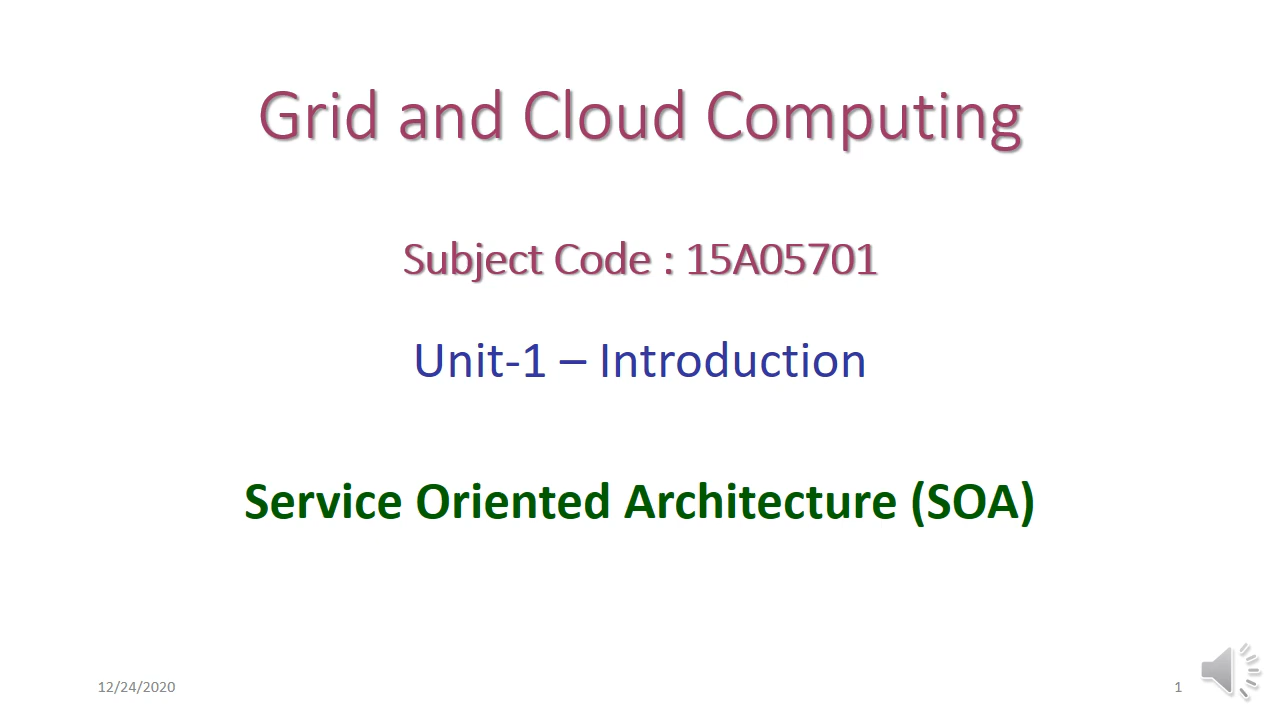 Grid and Cloud Computing
Subject Code : 15A05701
Unit-1 – Introduction
Service Oriented Architecture (SOA)
12/24/2020
1